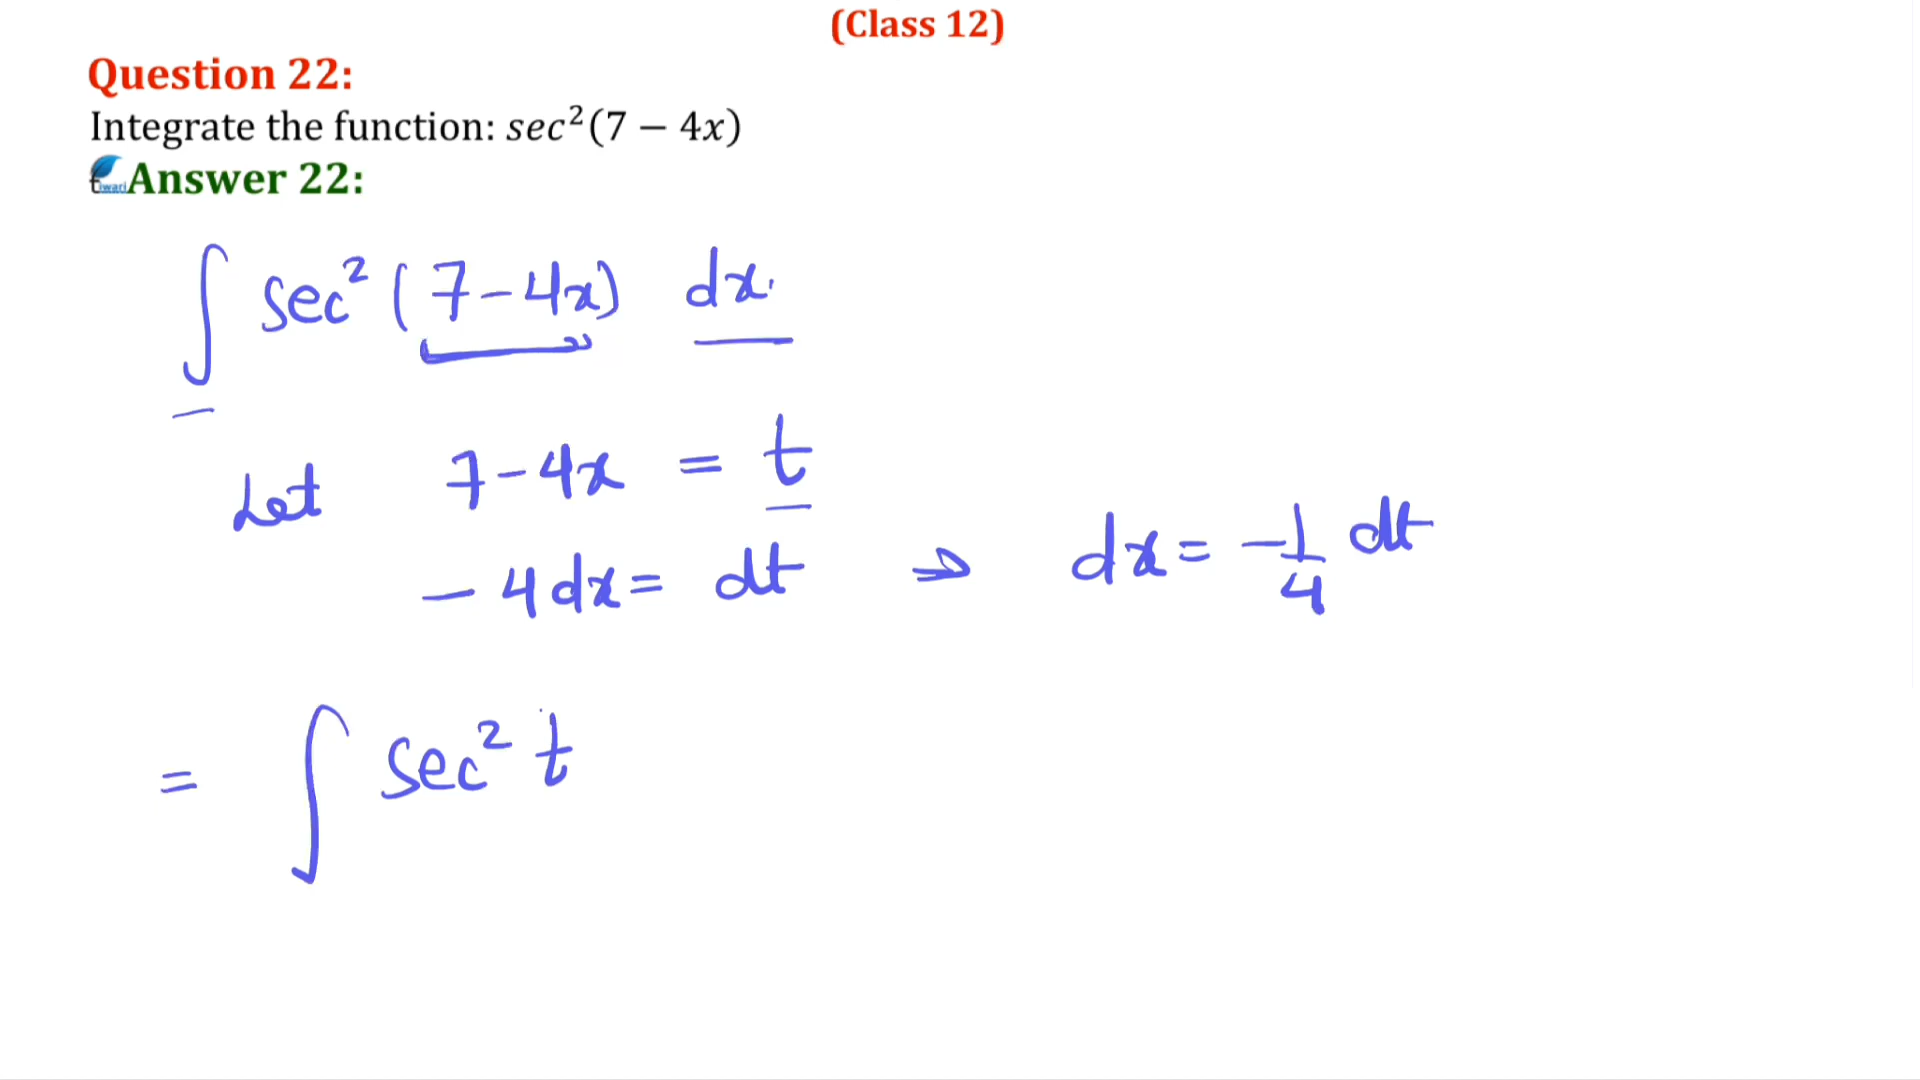 (Class 12)
Question 22:
Integrate the function: sec²(7 − 4x)
Tiwari Answer 22:
∫ sec² (7-4x) dx.
Let 7-4x = t
-4dx = dt ⇒ dx = -1/4 dt
= ∫ sec² t